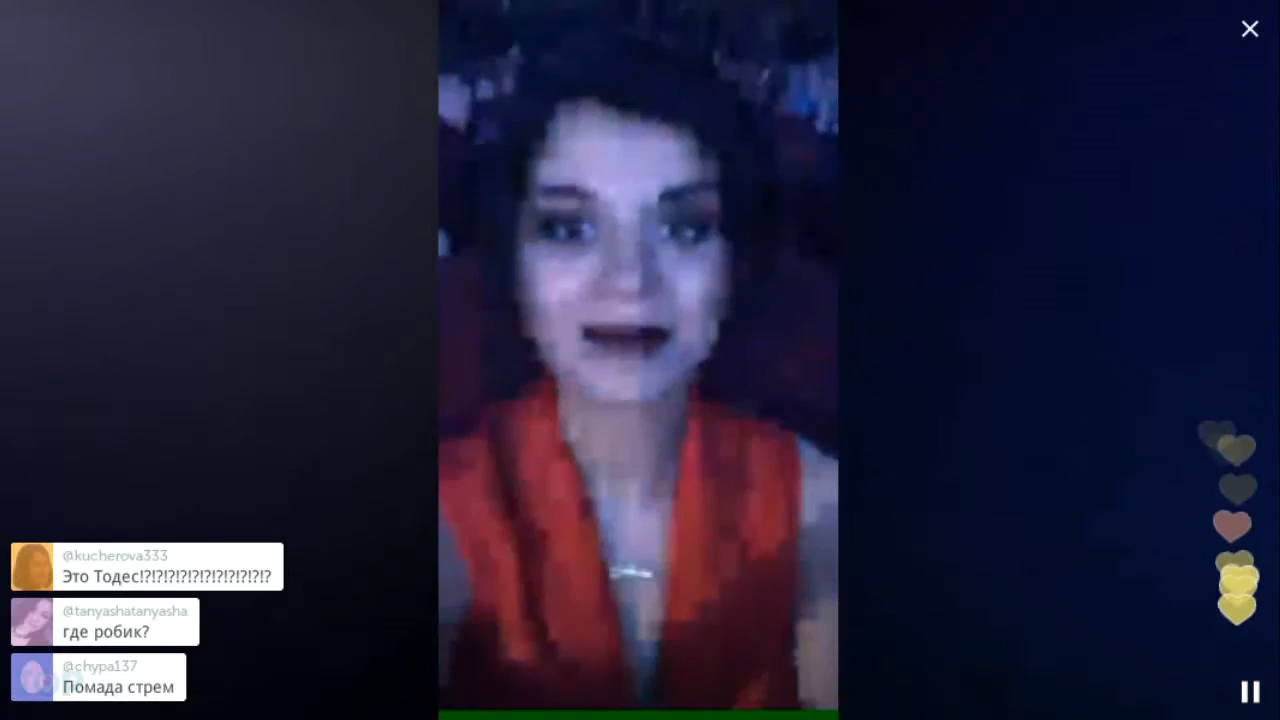 @kucherova333
Это Тодес!?!?!?!?!?!?!?!?!?!?!?
@tanyashatanyasha
где робик?
@chypa137
Помада стрем